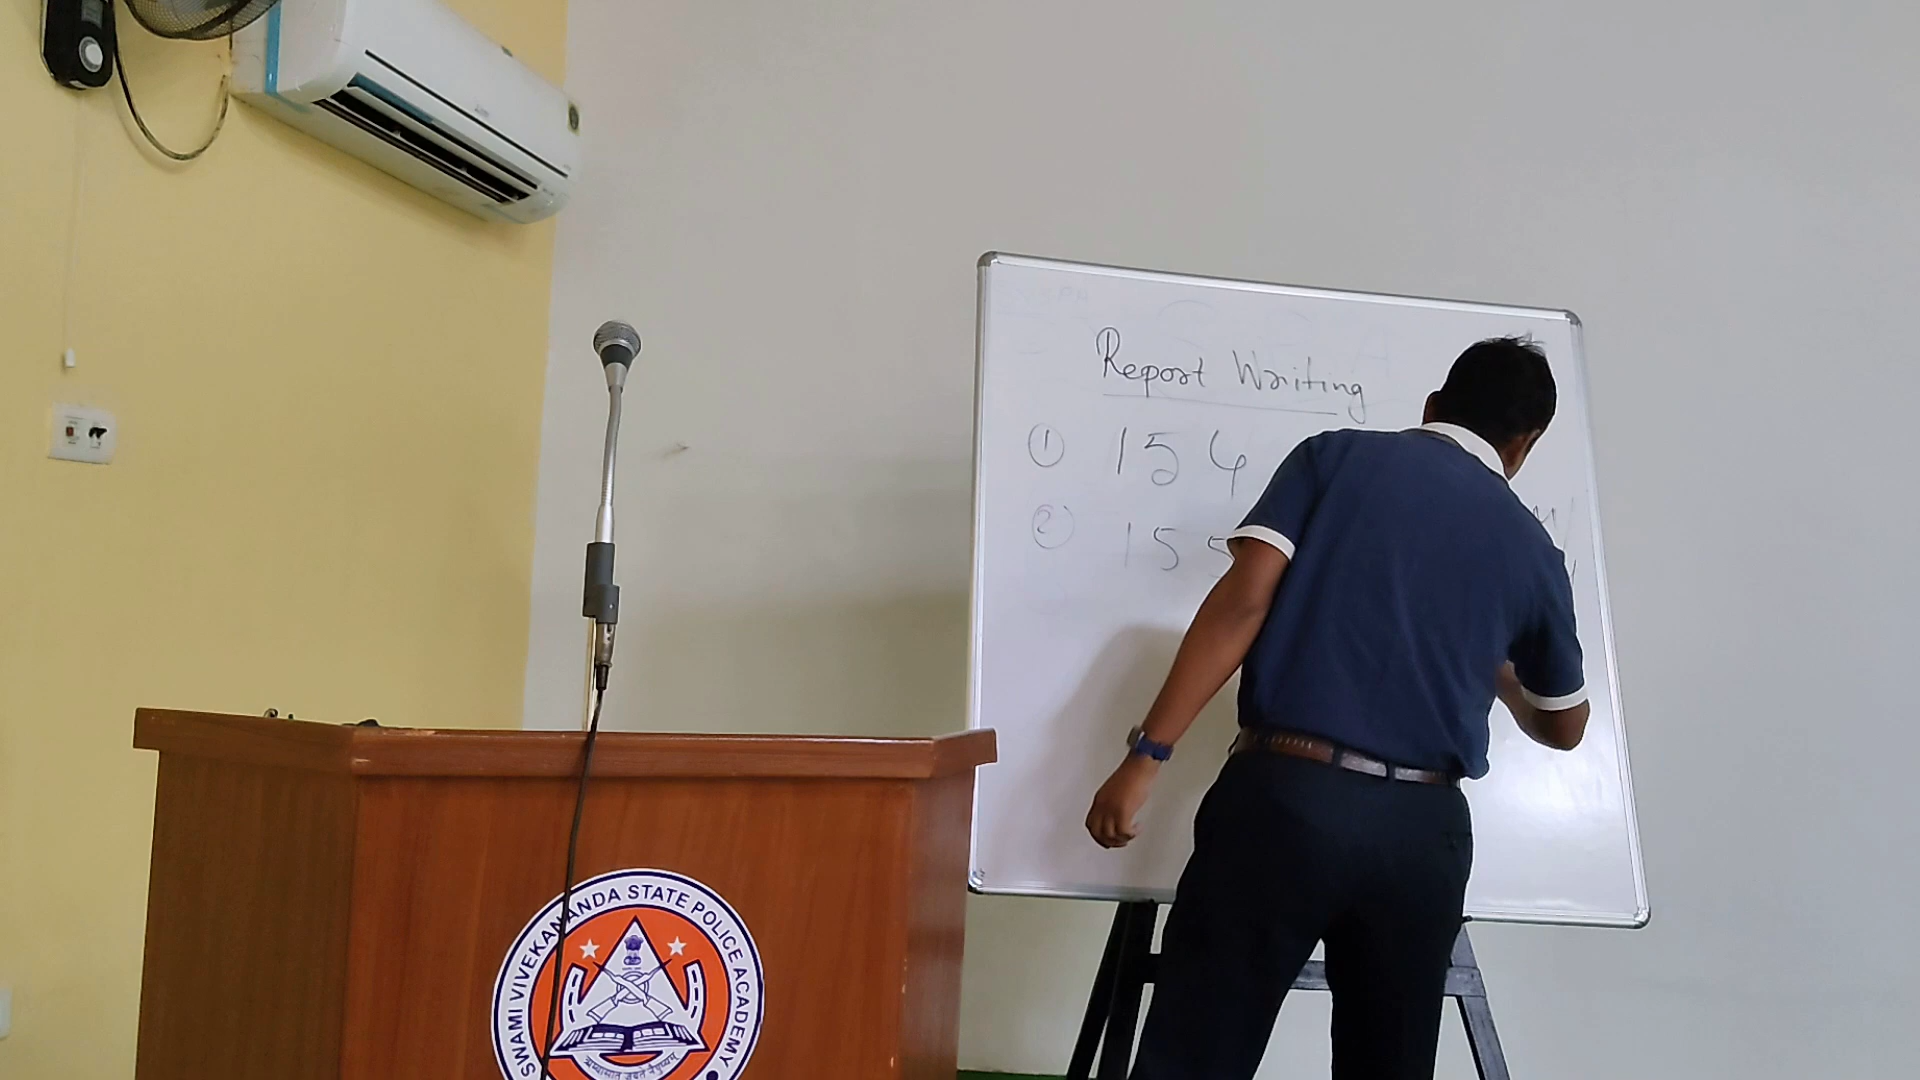 Report Writing
① 154
② 155
SWAMI VIVEKANANDA STATE POLICE ACADEMY